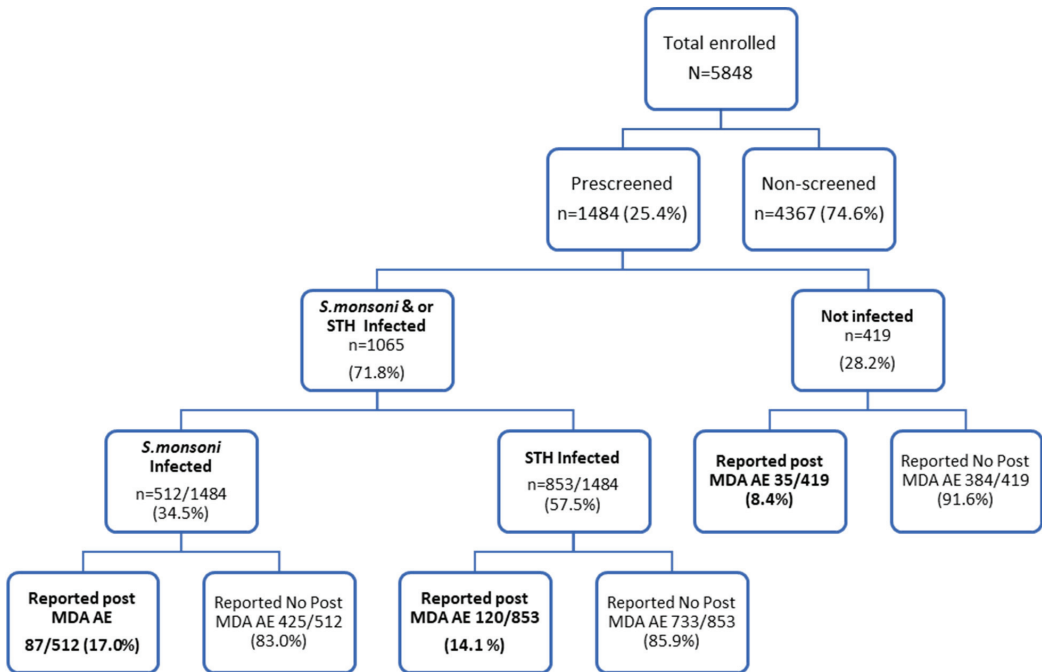 Total enrolled
N=5848
Prescreened
n=1484 (25.4%)
Non-screened
n=4367 (74.6%)
S.monsoni & or
STH Infected
n=1065
(71.8%)
Not infected
n=419
(28.2%)
S.monsoni
Infected
n=512/1484
(34.5%)
STH Infected
n=853/1484
(57.5%)
Reported post
MDA AE 35/419
(8.4%)
Reported No Post
MDA AE 384/419
(91.6%)
Reported post
MDA AE
87/512 (17.0%)
Reported No Post
MDA AE 425/512
(83.0%)
Reported post
MDA AE 120/853
(14.1 %)
Reported No Post
MDA AE 733/853
(85.9%)